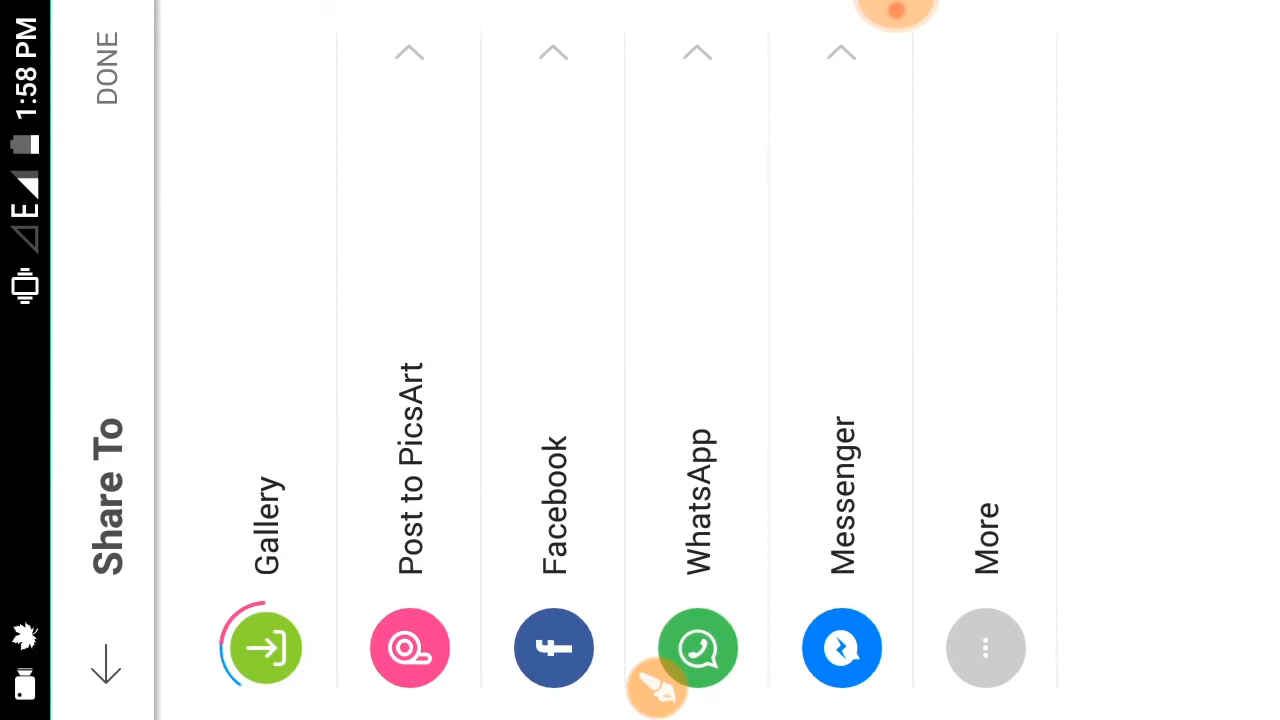 E 1:58 PM
Share To DONE
Gallery
Post to PicsArt
Facebook
WhatsApp
Messenger
More